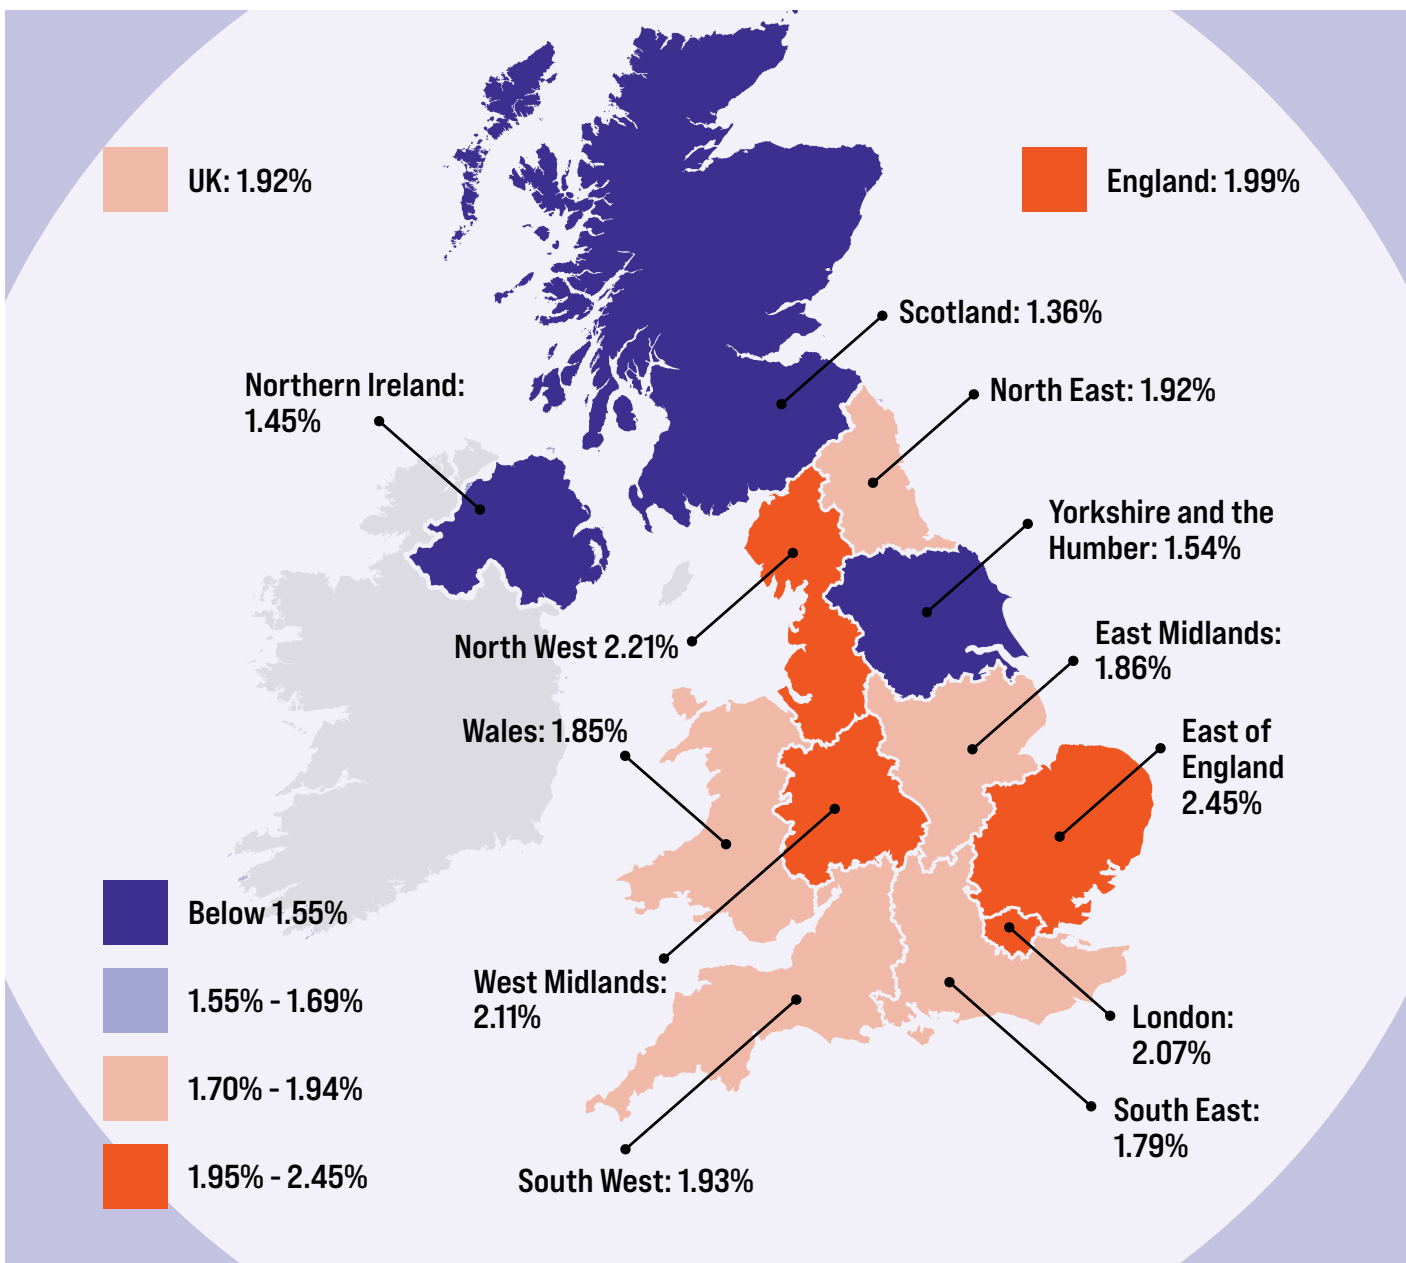 UK: 1.92%
England: 1.99%
Scotland: 1.36%
Northern Ireland:
1.45%
North East: 1.92%
Yorkshire and the
Humber: 1.54%
North West 2.21%
East Midlands:
1.86%
Wales: 1.85%
East of
England
2.45%
Below 1.55%
1.55% - 1.69%
1.70% - 1.94%
1.95% - 2.45%
West Midlands:
2.11%
London:
2.07%
South East:
1.79%
South West: 1.93%